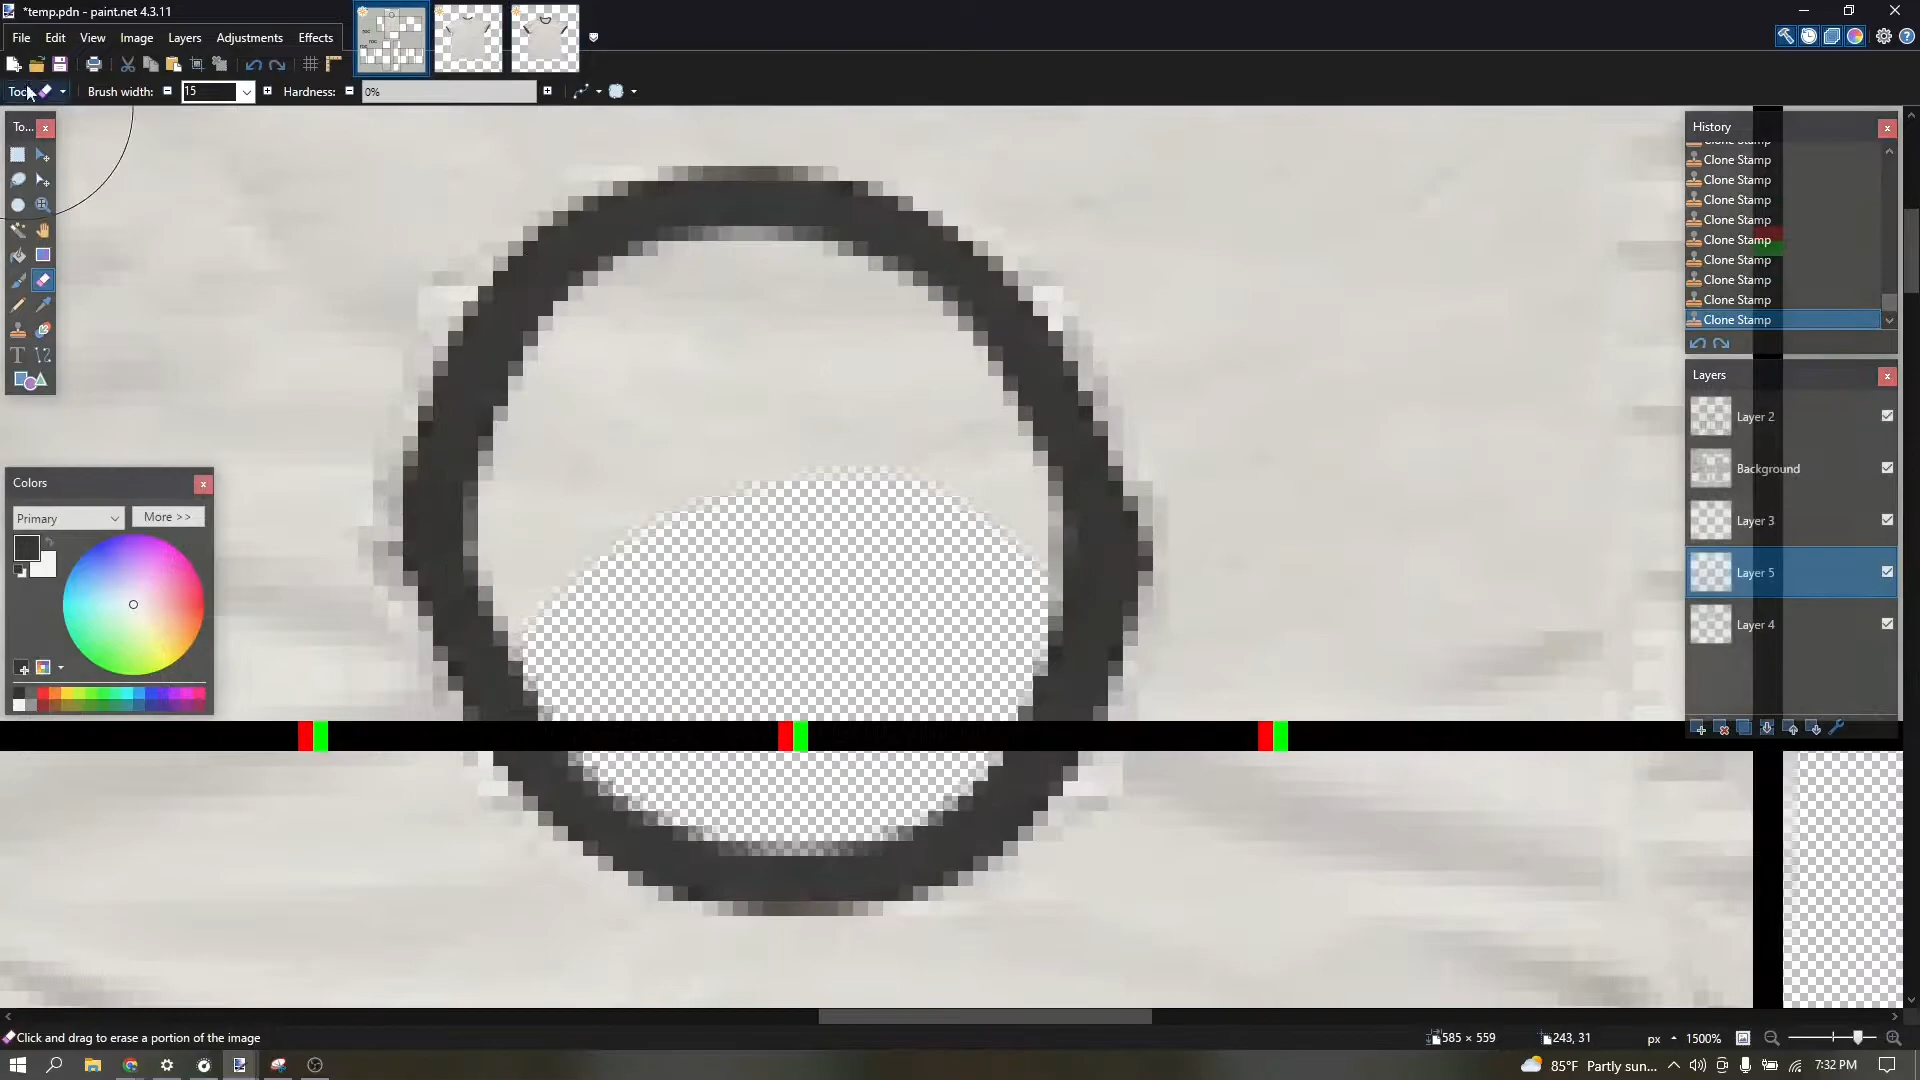 *temp.pdn - paint.net 4.3.11
File Edit View Image Layers Adjustments Effects
Brush width: 15 Hardness: 0%
To...
History
Clone Stamp
Clone Stamp
Clone Stamp
Clone Stamp
Clone Stamp
Clone Stamp
Clone Stamp
Clone Stamp
Clone Stamp
Clone Stamp
Layers
Layer 2
Background
Layer 3
Layer 5
Layer 4
Colors
Primary More >>
Click and drag to erase a portion of the image
585 × 559 243, 31 px 1500%
85°F Partly sun... 7:32 PM